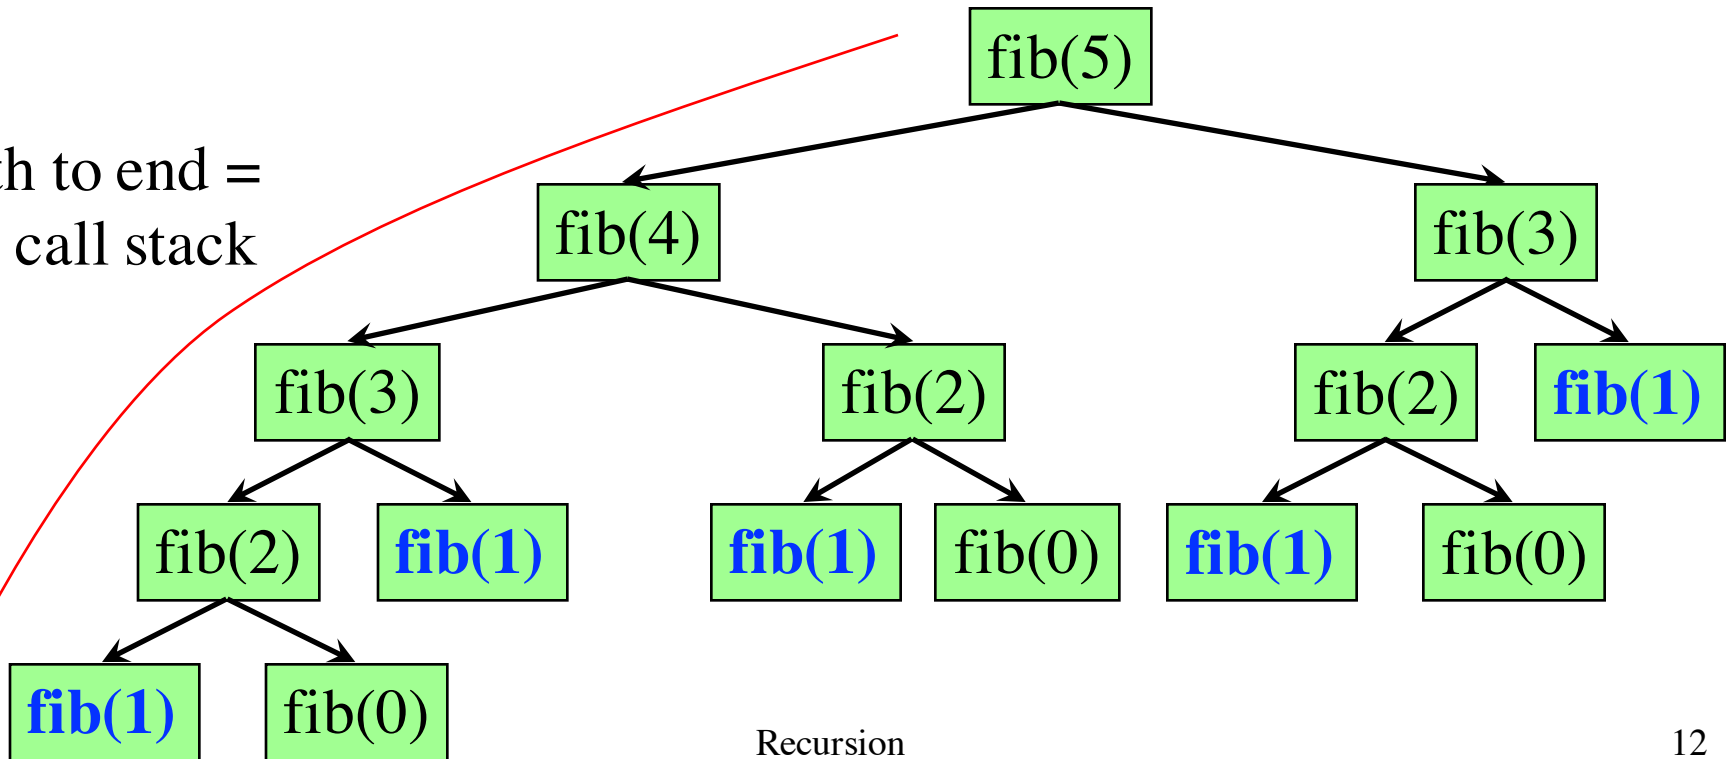 fib(5)
th to end =
call stack
fib(4) fib(3)
fib(3) fib(2) fib(2) fib(1)
fib(2) fib(1) fib(1) fib(0) fib(1) fib(0)
fib(1) fib(0)
Recursion 12